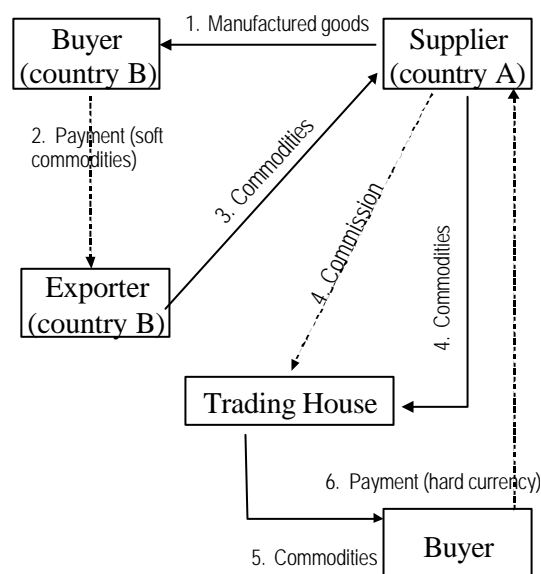 1. Manufactured goods
Buyer
(country B)
Supplier
(country A)
2. Payment (soft
commodities)
3. Commodities
4. Commission
4. Commodities
Exporter
(country B)
Trading House
6. Payment (hard currency)
5. Commodities
Buyer